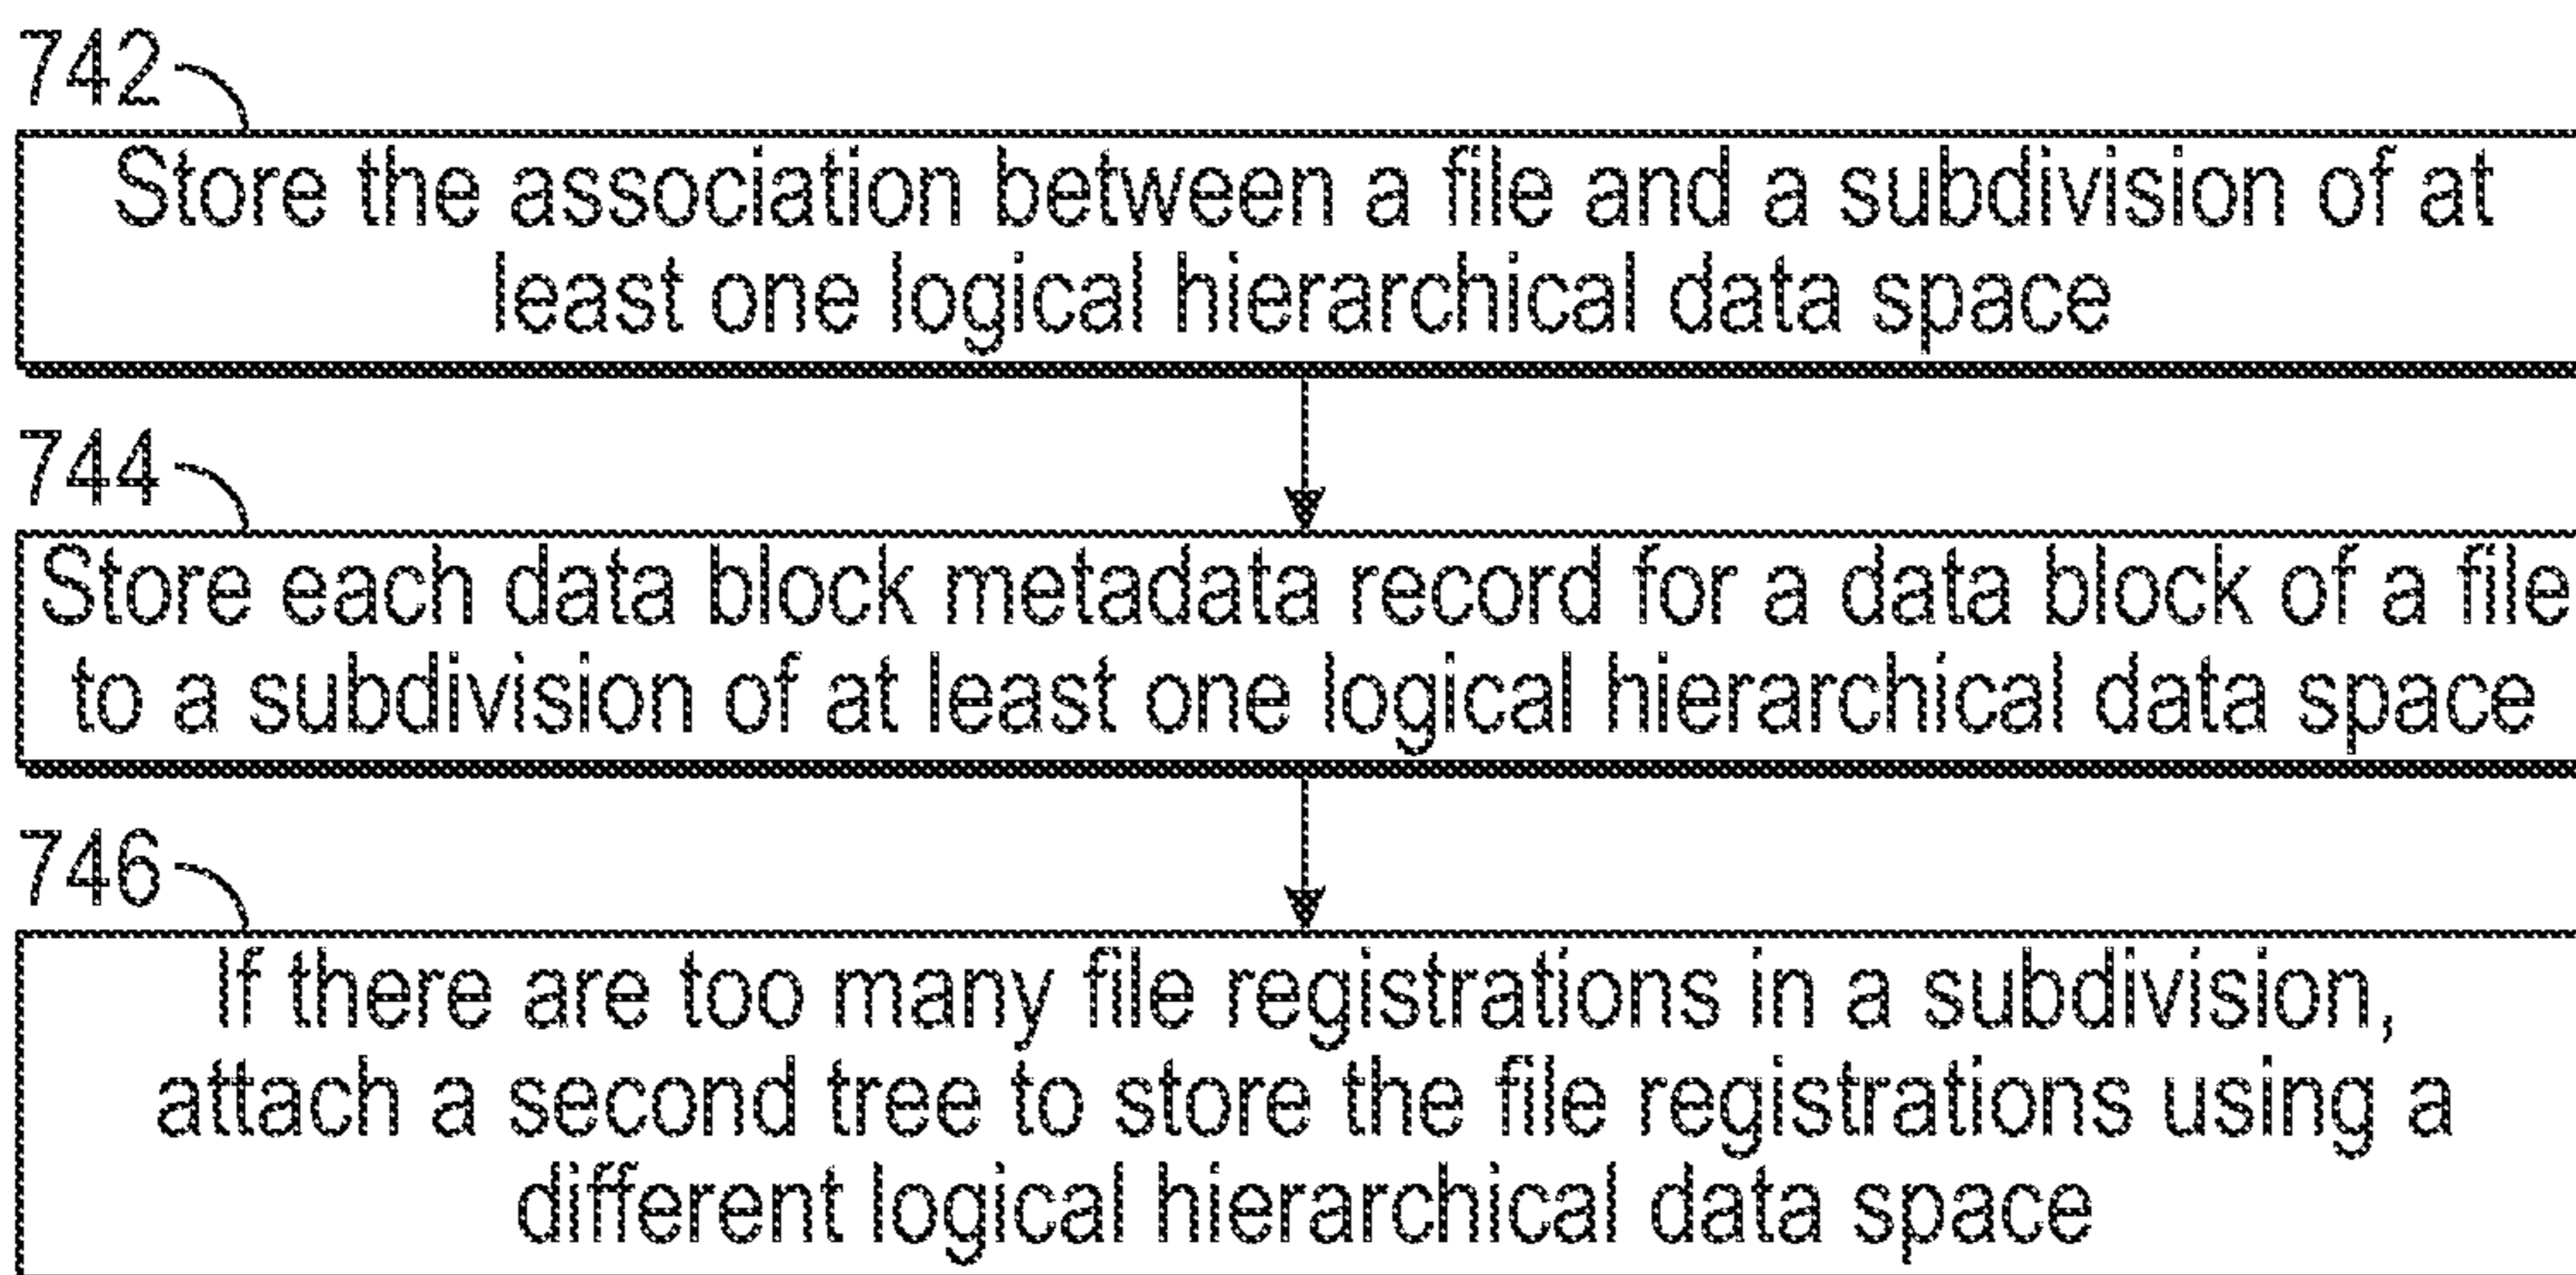 742
Store the association between a file and a subdivision of at
least one logical hierarchical data space
744
Store each data block metadata record for a data block of a file
to a subdivision of at least one logical hierarchical data space
746
If there are too many file registrations in a subdivision,
attach a second tree to store the file registrations using a
different logical hierarchical data space